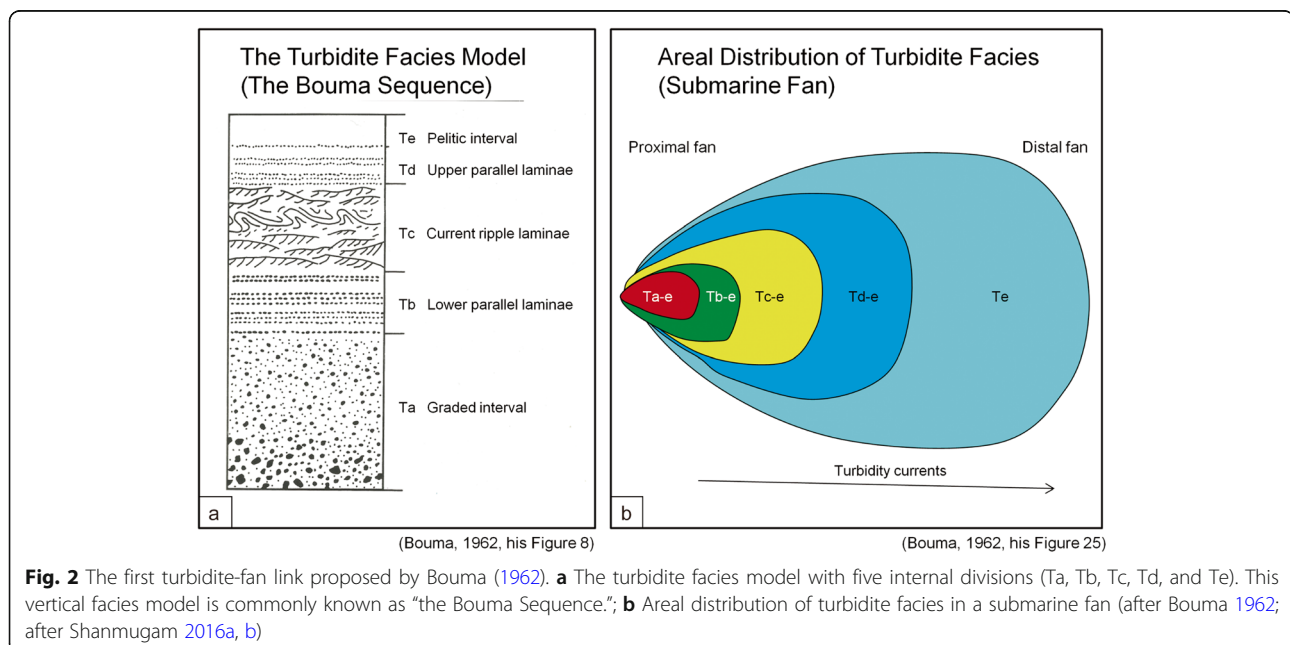 The Turbidite Facies Model
(The Bouma Sequence)
Te Pelitic interval
Td Upper parallel laminae
Tc Current ripple laminae
Tb Lower parallel laminae
Ta Graded interval
a
(Bouma, 1962, his Figure 8)
Areal Distribution of Turbidite Facies
(Submarine Fan)
Proximal fan
Distal fan
Ta-e
Tb-e
Tc-e
Td-e
Te
Turbidity currents
b
(Bouma, 1962, his Figure 25)
Fig. 2 The first turbidite-fan link proposed by Bouma (1962). a The turbidite facies model with five internal divisions (Ta, Tb, Tc, Td, and Te). This
vertical facies model is commonly known as “the Bouma Sequence.”; b Areal distribution of turbidite facies in a submarine fan (after Bouma 1962;
after Shanmugam 2016a, b)